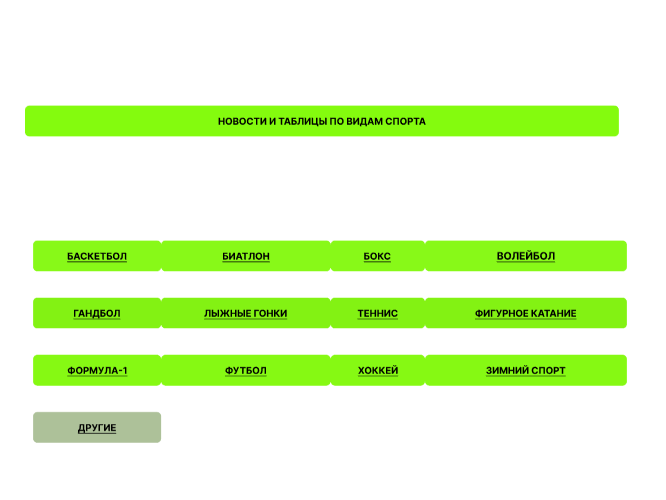 НОВОСТИ И ТАБЛИЦЫ ПО ВИДАМ СПОРТА
БАСКЕТБОЛ БИАТЛОН БОКС ВОЛЕЙБОЛ
ГАНДБОЛ ЛЫЖНЫЕ ГОНКИ ТЕННИС ФИГУРНОЕ КАТАНИЕ
ФОРМУЛА-1 ФУТБОЛ ХОККЕЙ ЗИМНИЙ СПОРТ
ДРУГИЕ